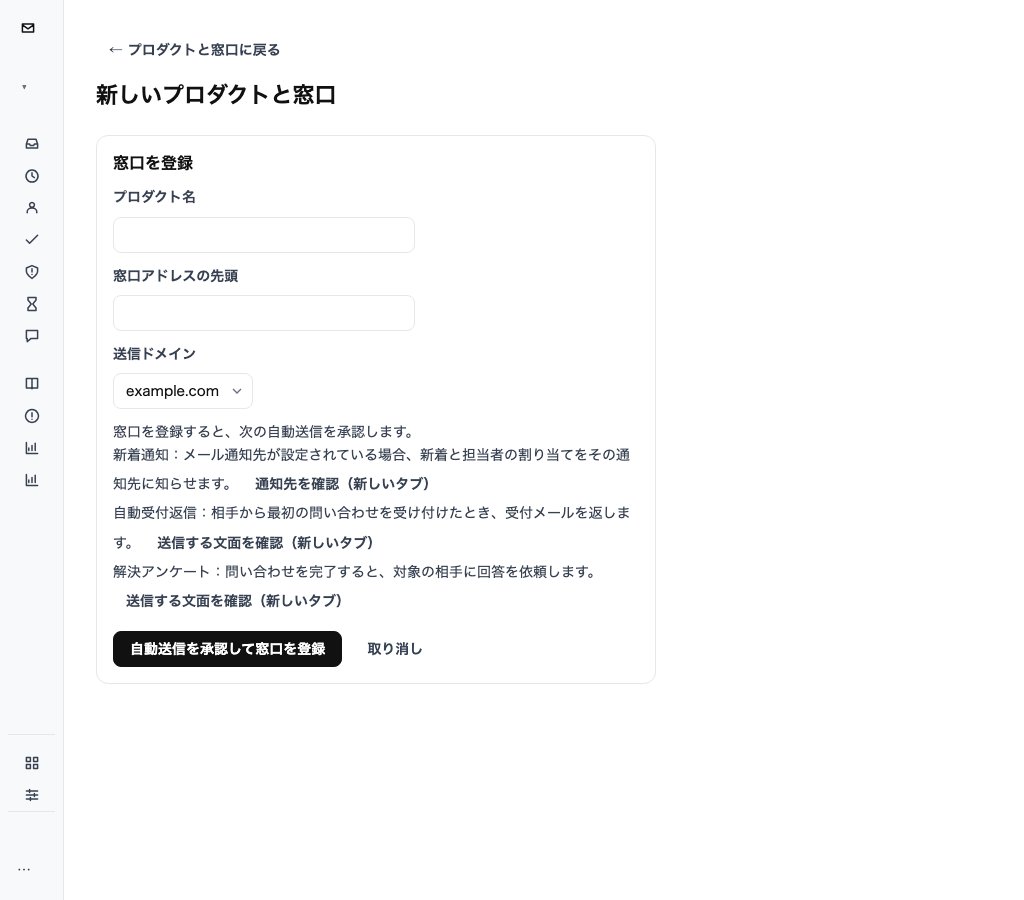 ← プロダクトと窓口に戻る
新しいプロダクトと窓口
窓口を登録
プロダクト名
窓口アドレスの先頭
送信ドメイン
example.com
窓口を登録すると、次の自動送信を承認します。
新着通知：メール通知先が設定されている場合、新着と担当者の割り当てをその通
知先に知らせます。 通知先を確認（新しいタブ）
自動受付返信：相手から最初の問い合わせを受け付けたとき、受付メールを返しま
す。 送信する文面を確認（新しいタブ）
解決アンケート：問い合わせを完了すると、対象の相手に回答を依頼します。
送信する文面を確認（新しいタブ）
自動送信を承認して窓口を登録 取り消し